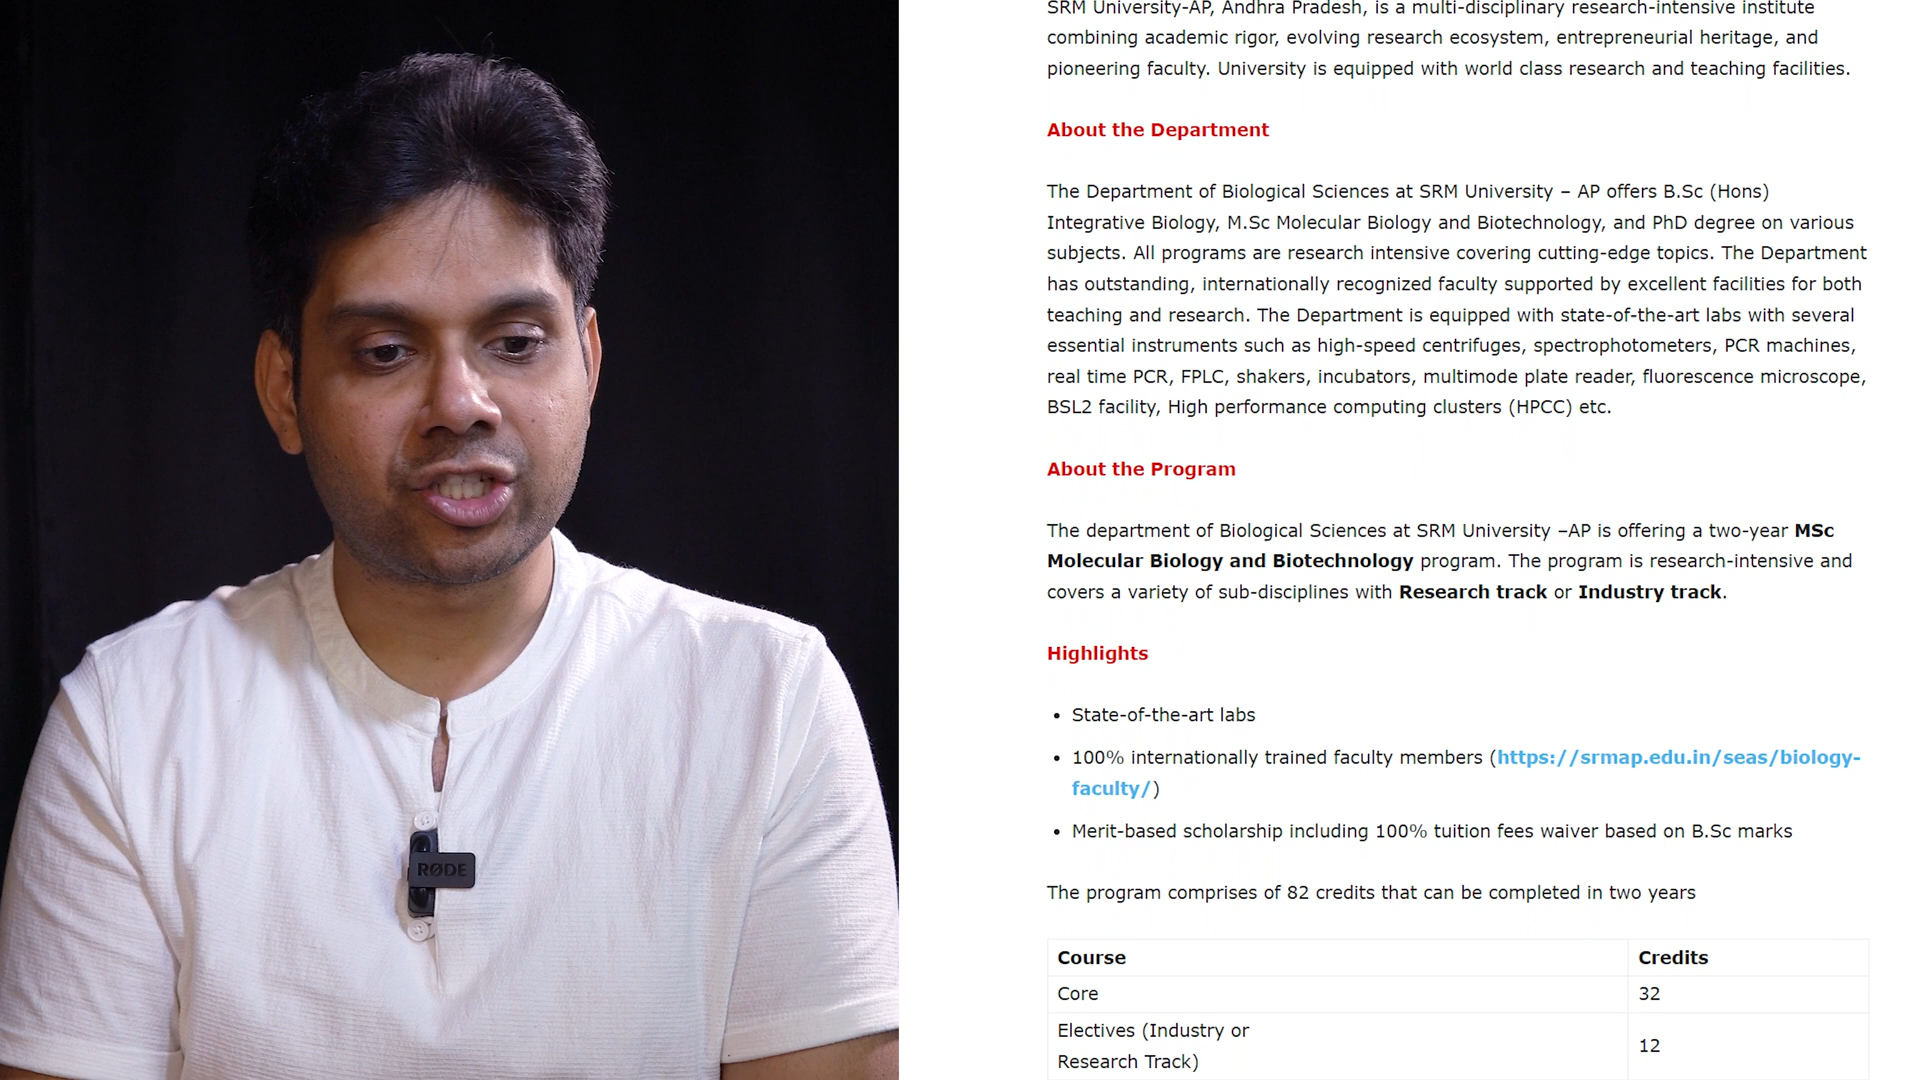 SRM University-AP, Andhra Pradesh, is a multi-disciplinary research-intensive institute
combining academic rigor, evolving research ecosystem, entrepreneurial heritage, and
pioneering faculty. University is equipped with world class research and teaching facilities.
About the Department
The Department of Biological Sciences at SRM University – AP offers B.Sc (Hons)
Integrative Biology, M.Sc Molecular Biology and Biotechnology, and PhD degree on various
subjects. All programs are research intensive covering cutting-edge topics. The Department
has outstanding, internationally recognized faculty supported by excellent facilities for both
teaching and research. The Department is equipped with state-of-the-art labs with several
essential instruments such as high-speed centrifuges, spectrophotometers, PCR machines,
real time PCR, FPLC, shakers, incubators, multimode plate reader, fluorescence microscope,
BSL2 facility, High performance computing clusters (HPCC) etc.
About the Program
The department of Biological Sciences at SRM University –AP is offering a two-year MSc
Molecular Biology and Biotechnology program. The program is research-intensive and
covers a variety of sub-disciplines with Research track or Industry track.
Highlights
• State-of-the-art labs
• 100% internationally trained faculty members (https://srmap.edu.in/seas/biology-
faculty/)
• Merit-based scholarship including 100% tuition fees waiver based on B.Sc marks
The program comprises of 82 credits that can be completed in two years
Course Credits
Core 32
Electives (Industry or
Research Track) 12
RØDE